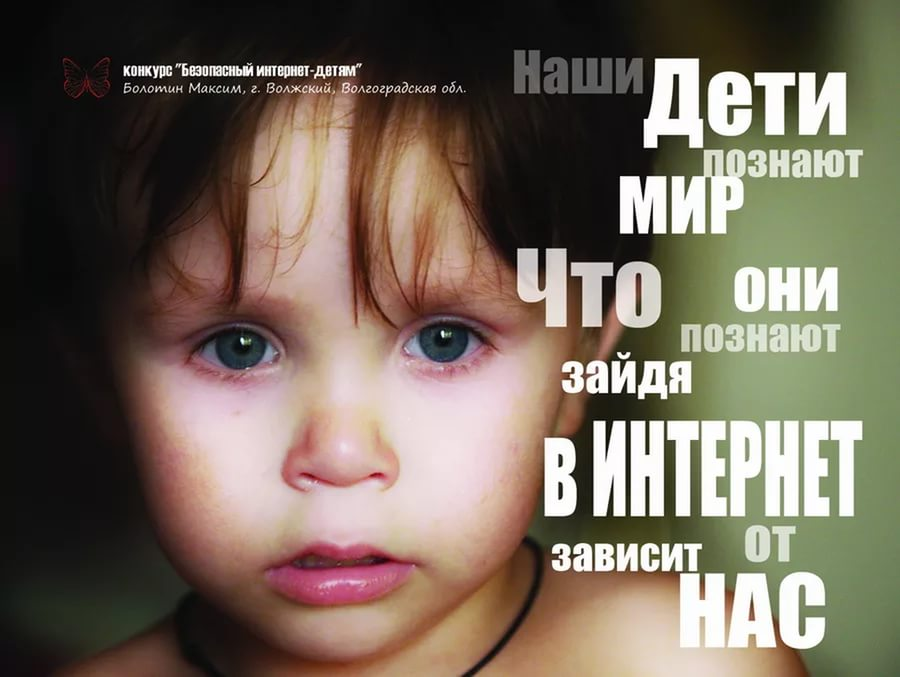 конкурс "Безопасный интернет-детям"
Болотин Максим, г. Волжский, Волгоградская обл.
Наши Дети
познают
МИР
Что они
познают
зайдя
в ИНТЕРНЕТ
зависит от
НАС